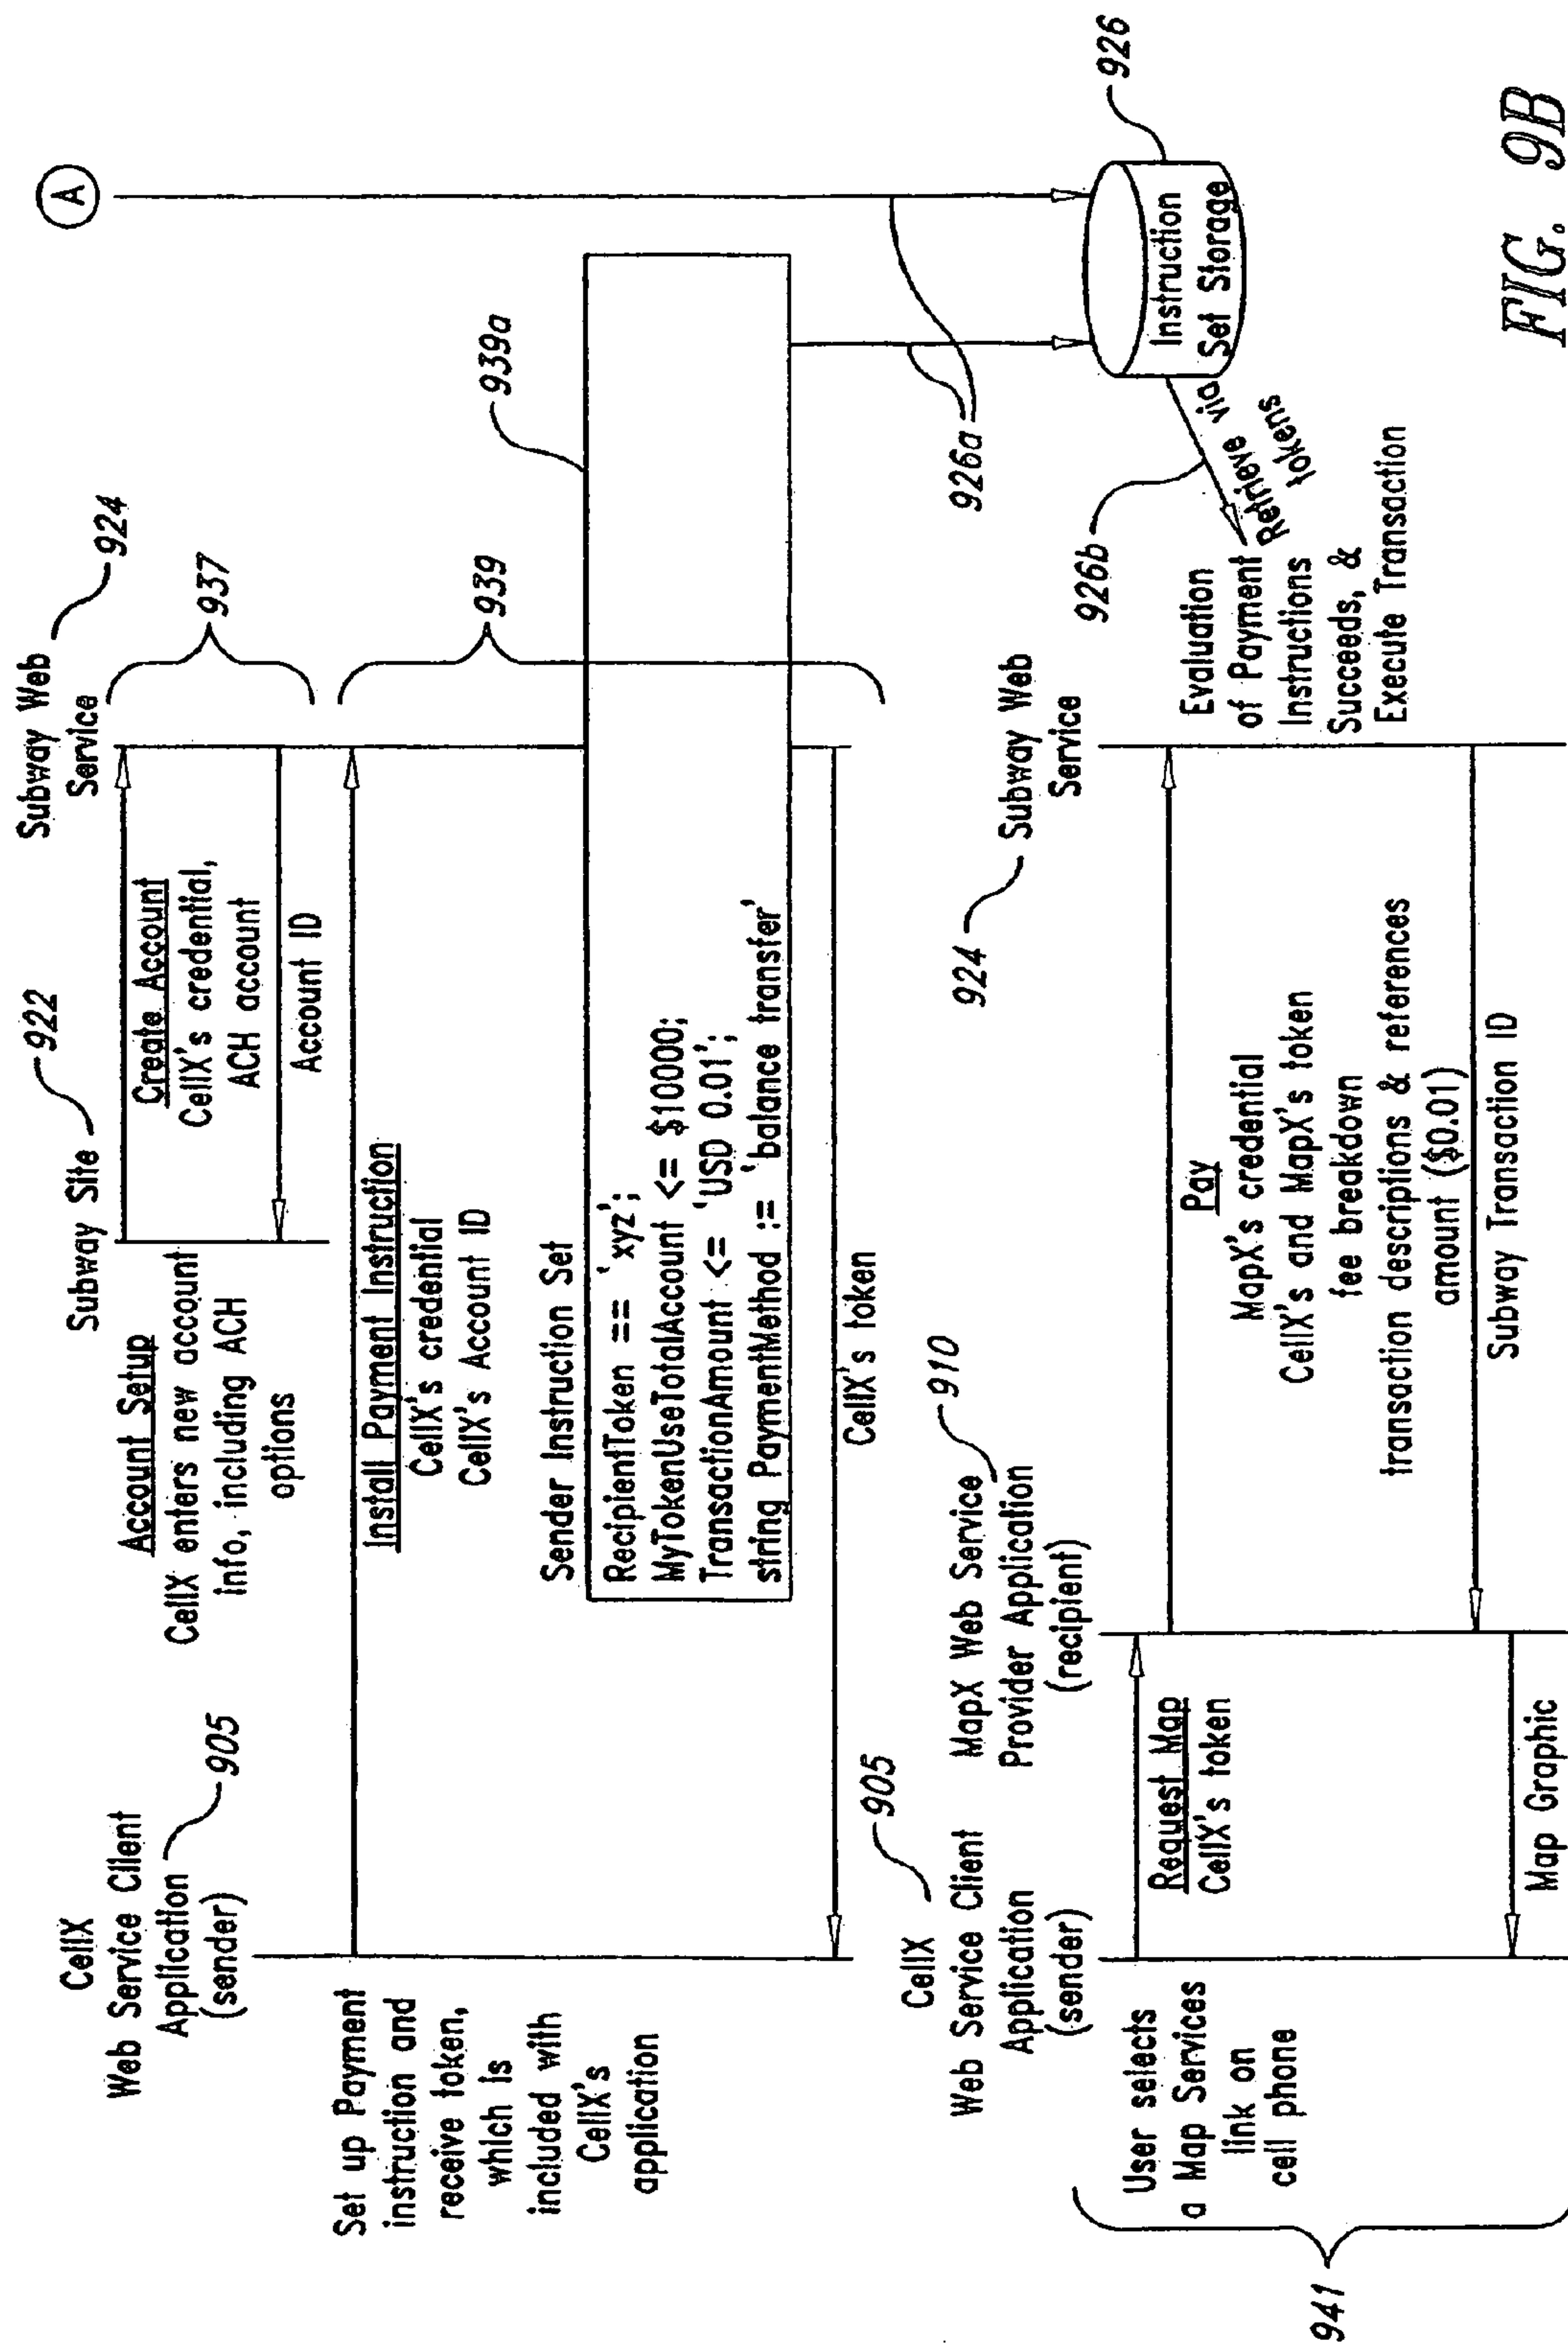 CellX
Web Service Client
Application
(sender)
905
Subway Site
922
Subway Web
Service
924
A
Account Setup
CellX enters new account
info, including ACH
options
Create Account
CellX's credential,
ACH account
Account ID
937
Set up Payment
instruction and
receive token,
which is
included with
CellX's
application
Install Payment Instruction
CellX's credential
CellX's Account ID
939
Sender Instruction Set
939a
RecipientToken == 'xyz';
MyTokenUseTotalAccount <= $10000;
TransactionAmount <= 'USD 0.01';
string PaymentMethod := 'balance transfer'
CellX's token
926a
Instruction
Set Storage
926
926b
Retrieve via
tokens
CellX
Web Service Client
Application
(sender)
905
MapX Web Service
Provider Application
(recipient)
910
924
Subway Web
Service
User selects
a Map Services
link on
cell phone
Request Map
CellX's token
Pay
MapX's credential
CellX's and MapX's token
fee breakdown
transaction descriptions & references
amount ($0.01)
Subway Transaction ID
Map Graphic
Evaluation
of Payment
Instructions
Succeeds, &
Execute Transaction
941
FIG. 9B